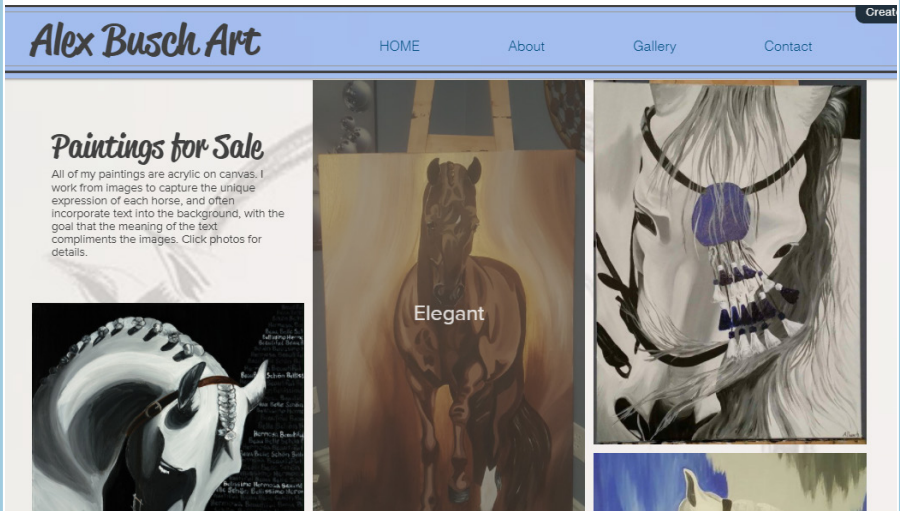 Create
Alex Busch Art
HOME About Gallery Contact
Paintings for Sale
All of my paintings are acrylic on canvas. I
work from images to capture the unique
expression of each horse, and often
incorporate text into the background, with the
goal that the meaning of the text
compliments the images. Click photos for
details.
Elegant